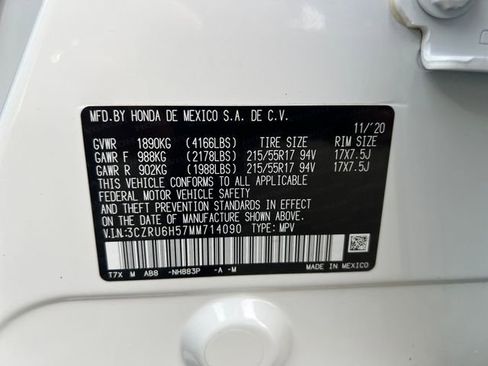 MFD.BY HONDA DE MEXICO S.A. DE C.V.
11/'20
GVWR 1890KG (4166LBS) TIRE SIZE RIM SIZE
GAWR F 988KG (2178LBS) 215/55R17 94V 17X7.5J
GAWR R 902KG (1988LBS) 215/55R17 94V 17X7.5J
THIS VEHICLE CONFORMS TO ALL APPLICABLE
FEDERAL MOTOR VEHICLE SAFETY
AND THEFT PREVENTION STANDARDS IN EFFECT
ON THE DATE OF MANUFACTURE SHOWN ABOVE.
V.I.N:3CZRU6H57MM714090 TYPE: MPV
T7X M AB8 -NH883P -A -M MADE IN MEXICO